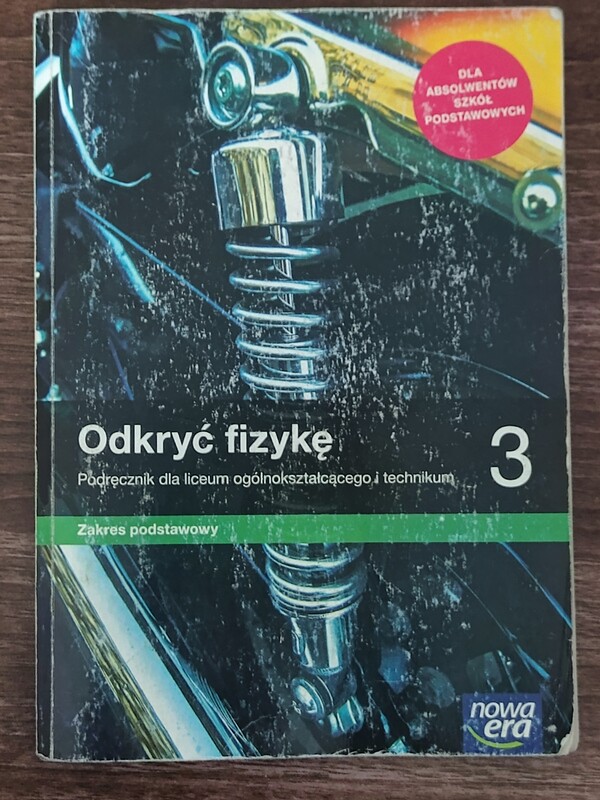 DLA
ABSOLWENTÓW
SZKÓŁ
PODSTAWOWYCH
Odkryć fizykę
3
Podręcznik dla liceum ogólnokształcącego i technikum
Zakres podstawowy
nowa
era